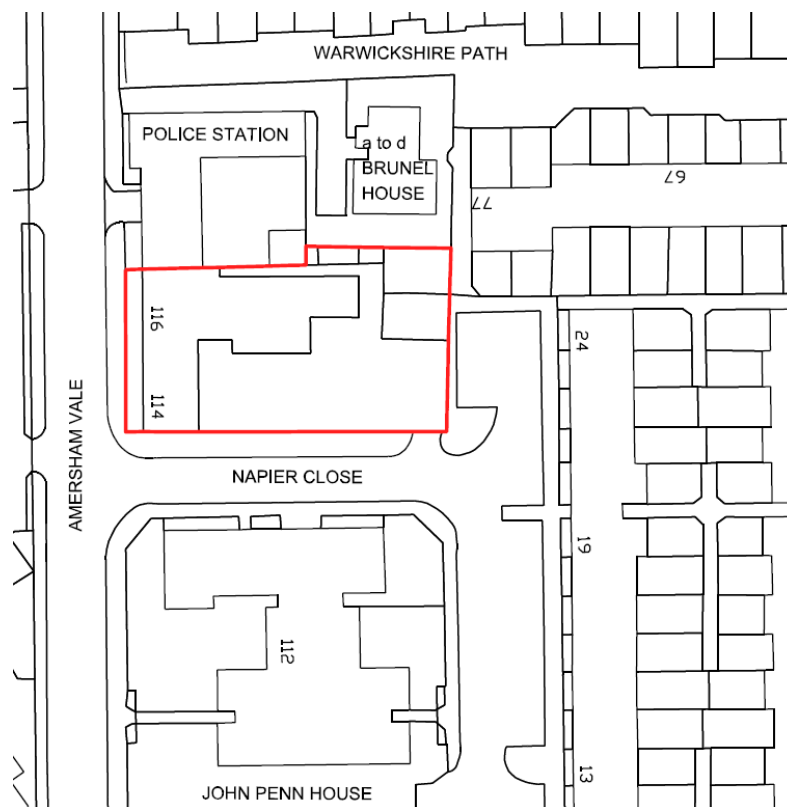 WARWICKSHIRE PATH
POLICE STATION
a to d
BRUNEL
HOUSE
67
77
116
24
114
AMERSHAM VALE
NAPIER CLOSE
19
112
13
JOHN PENN HOUSE